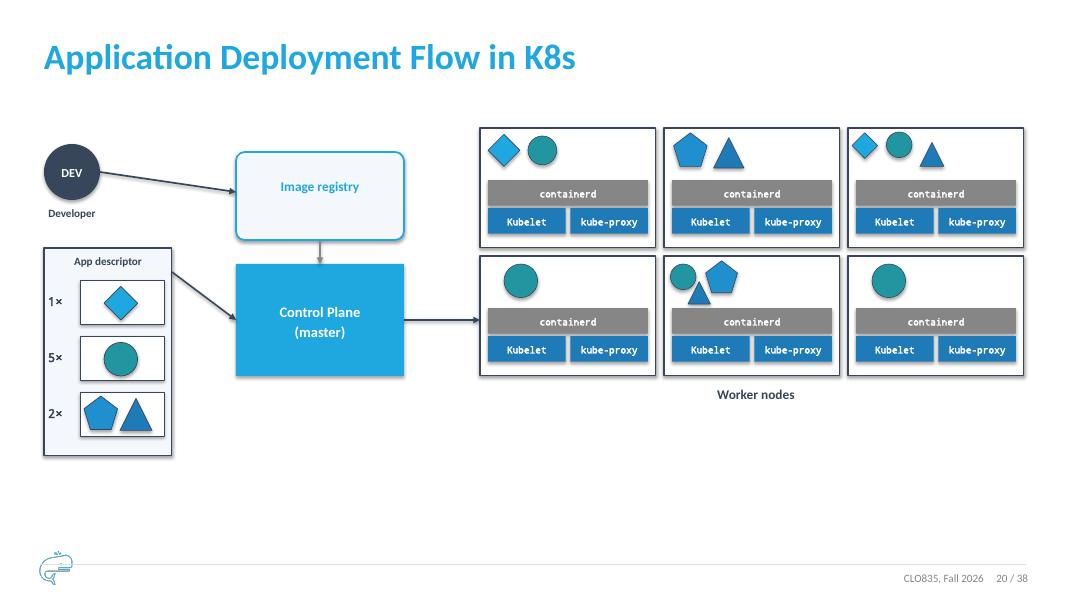 Application Deployment Flow in K8s
DEV
Developer
Image registry
App descriptor
1×
5×
2×
Control Plane
(master)
containerd
Kubelet kube-proxy
containerd
Kubelet kube-proxy
containerd
Kubelet kube-proxy
containerd
Kubelet kube-proxy
containerd
Kubelet kube-proxy
containerd
Kubelet kube-proxy
Worker nodes
CLO835, Fall 2026 20 / 38